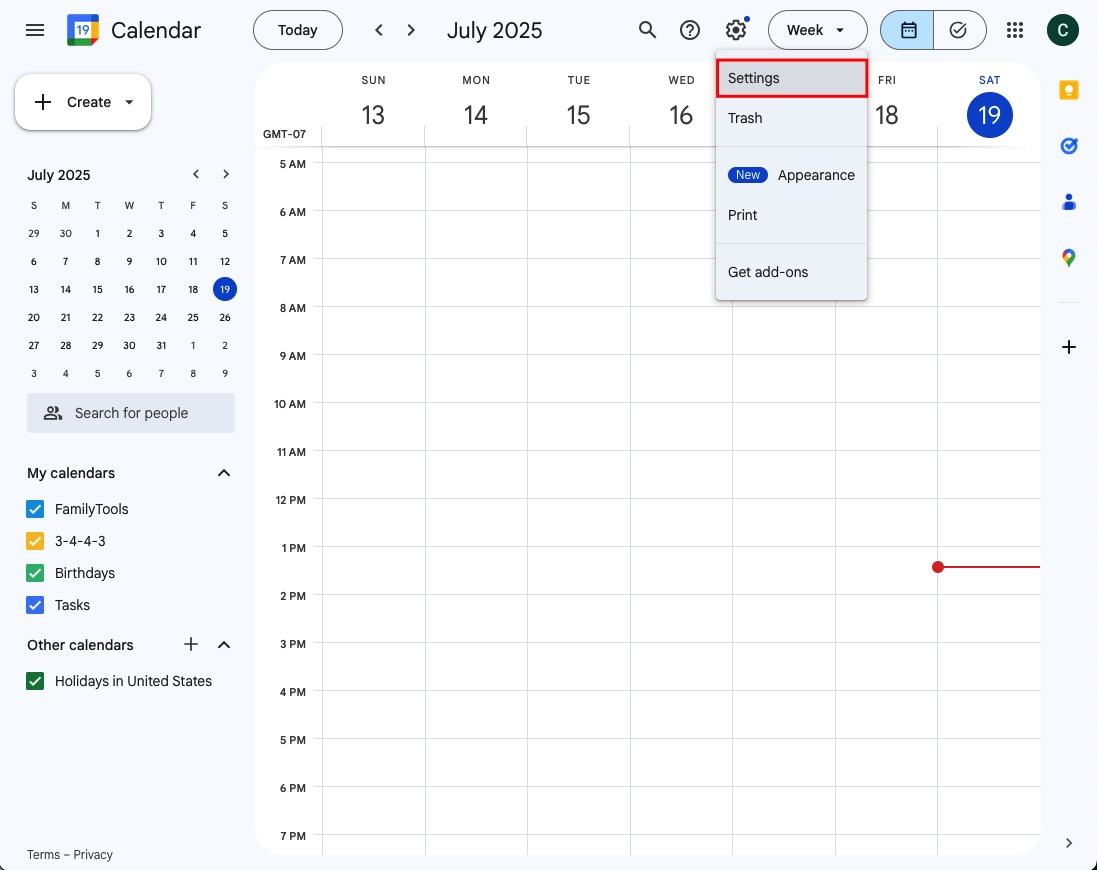 19 Calendar Today July 2025 Week C
Create
SUN MON TUE WED FRI SAT
13 14 15 16 18 19
GMT-07
Settings
Trash
New Appearance
Print
Get add-ons
July 2025
S M T W T F S
29 30 1 2 3 4 5
6 7 8 9 10 11 12
13 14 15 16 17 18 19
20 21 22 23 24 25 26
27 28 29 30 31 1 2
3 4 5 6 7 8 9
Search for people
My calendars
FamilyTools
3-4-4-3
Birthdays
Tasks
Other calendars
Holidays in United States
Terms – Privacy
5 AM
6 AM
7 AM
8 AM
9 AM
10 AM
11 AM
12 PM
1 PM
2 PM
3 PM
4 PM
5 PM
6 PM
7 PM